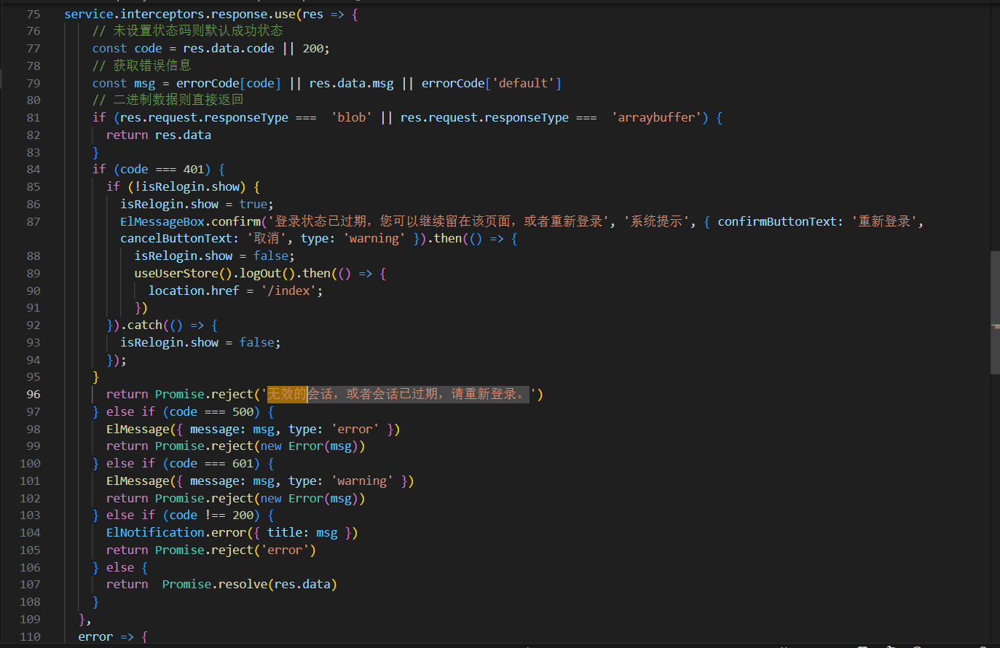 75 service.interceptors.response.use(res => {
76 // 未设置状态码则默认成功状态
77 const code = res.data.code || 200;
78 // 获取错误信息
79 const msg = errorCode[code] || res.data.msg || errorCode['default']
80 // 二进制数据则直接返回
81 if (res.request.responseType ===  'blob' || res.request.responseType ===  'arraybuffer') {
82 return res.data
83 }
84 if (code === 401) {
85 if (!isRelogin.show) {
86 isRelogin.show = true;
87 ElMessageBox.confirm('登录状态已过期，您可以继续留在该页面，或者重新登录', '系统提示', { confirmButtonText: '重新登录',
cancelButtonText: '取消', type: 'warning' }).then(() => {
88 isRelogin.show = false;
89 useUserStore().logOut().then(() => {
90 location.href = '/index';
91 })
92 }).catch(() => {
93 isRelogin.show = false;
94 });
95 }
96 return Promise.reject('无效的会话，或者会话已过期，请重新登录。')
97 } else if (code === 500) {
98 ElMessage({ message: msg, type: 'error' })
99 return Promise.reject(new Error(msg))
100 } else if (code === 601) {
101 ElMessage({ message: msg, type: 'warning' })
102 return Promise.reject(new Error(msg))
103 } else if (code !== 200) {
104 ElNotification.error({ title: msg })
105 return Promise.reject('error')
106 } else {
107 return  Promise.resolve(res.data)
108 }
109 },
110 error => {